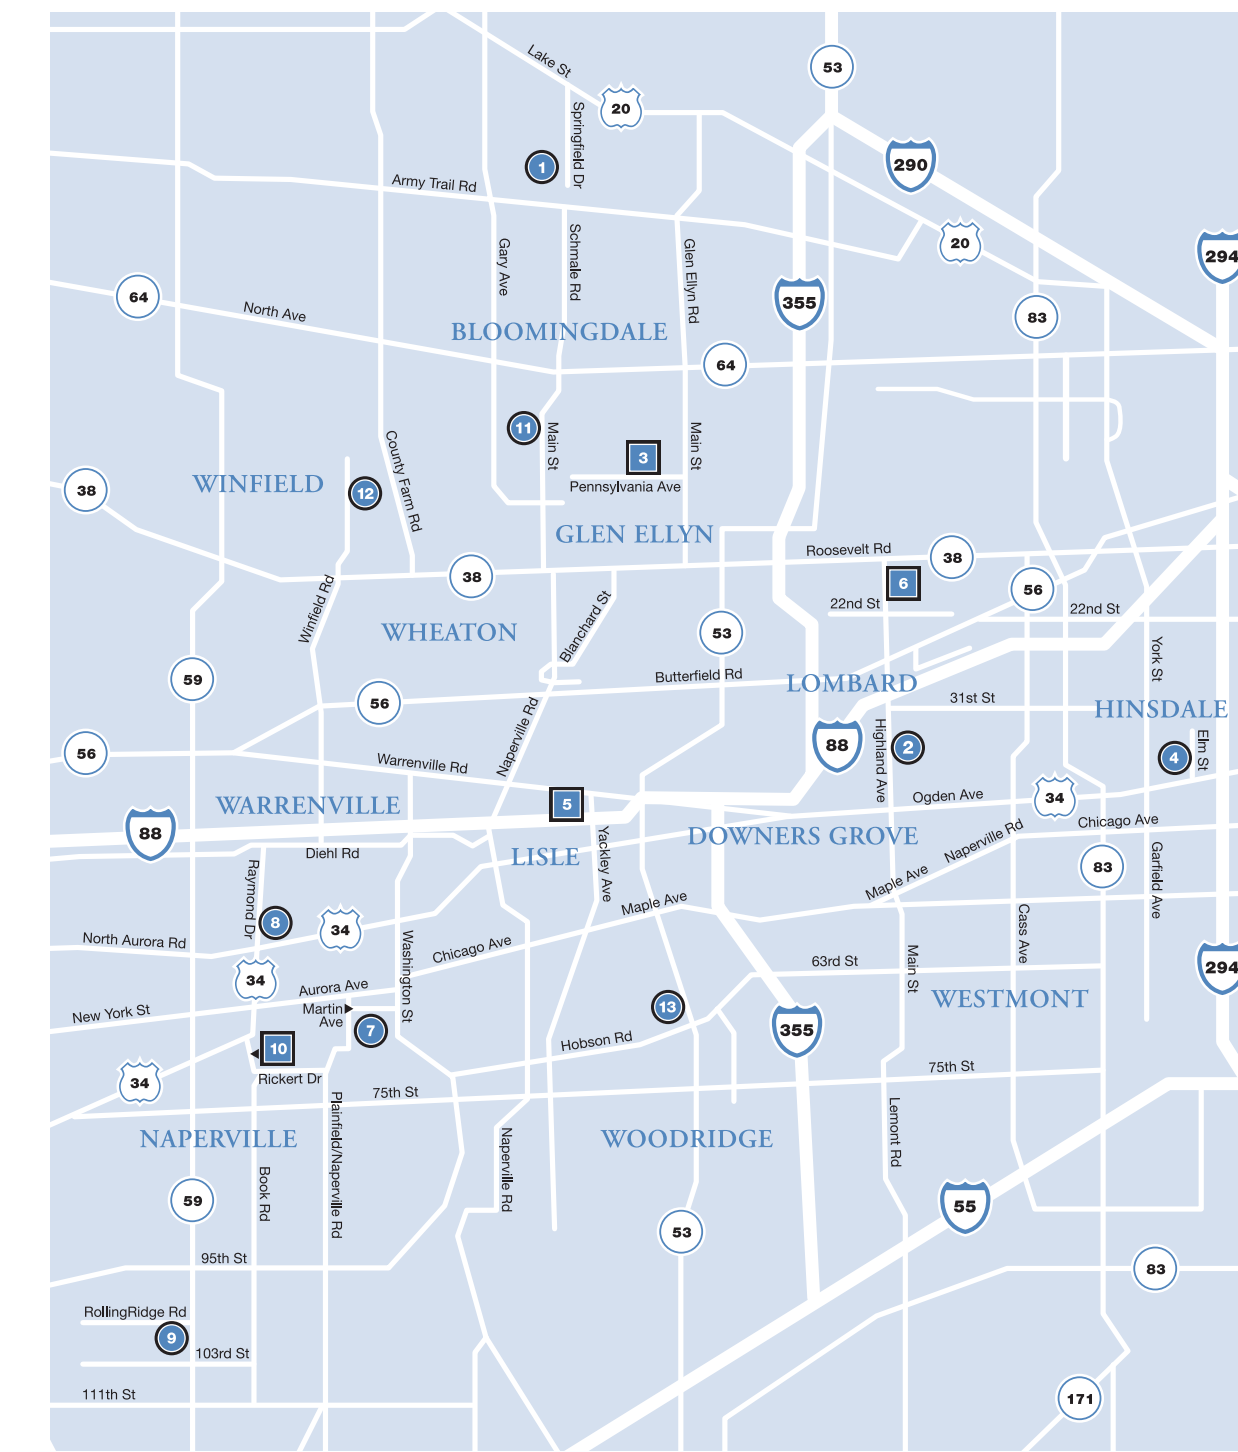 Lake St
53
20
Springfield Dr
290
1
Army Trail Rd
20
Gary Ave
Schmale Rd
Glen Ellyn Rd
294
64
355
North Ave
83
BLOOMINGDALE
64
11
Main St
Main St
3
County Farm Rd
WINFIELD
38
12
Pennsylvania Ave
GLEN ELLYN
Roosevelt Rd
38
38
6
56
Winfield Rd
Blanchard St
22nd St
22nd St
WHEATON
53
York St
59
Butterfield Rd
LOMBARD
56
31st St
HINSDALE
Naperville Rd
56
88
Highland Ave
2
Elm St
4
Warrenville Rd
WARRENVILLE
5
Ogden Ave
34
88
DOWNERS GROVE
Chicago Ave
Naperville Rd
Diehl Rd
LISLE
Yackley Ave
Raymond Dr
83
Garfield Ave
Maple Ave
Maple Ave
8
34
Cass Ave
North Aurora Rd
Washington St
Chicago Ave
Main St
63rd St
294
34
Aurora Ave
WESTMONT
New York St
Martin
Ave
7
13
355
10
Hobson Rd
Rickert Dr
34
75th St
75th St
Plainfield/Naperville Rd
Lemont Rd
NAPERVILLE
WOODRIDGE
Naperville Rd
Book Rd
59
55
53
95th St
83
RollingRidge Rd
9
103rd St
111th St
171